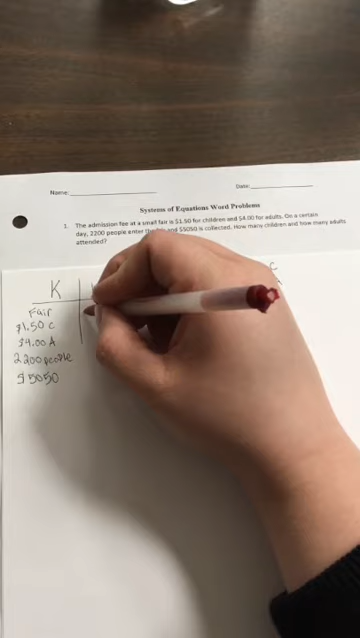 Name: Date:
Systems of Equations Word Problems
1. The admission fee at a small fair is $1.50 for children and $4.00 for adults. On a certain
day, 2200 people enter the and $5050 is collected. How many children and how many adults
attended?
K
C
Fair
$1.50 C
$4.00 A
2200 people
$5050